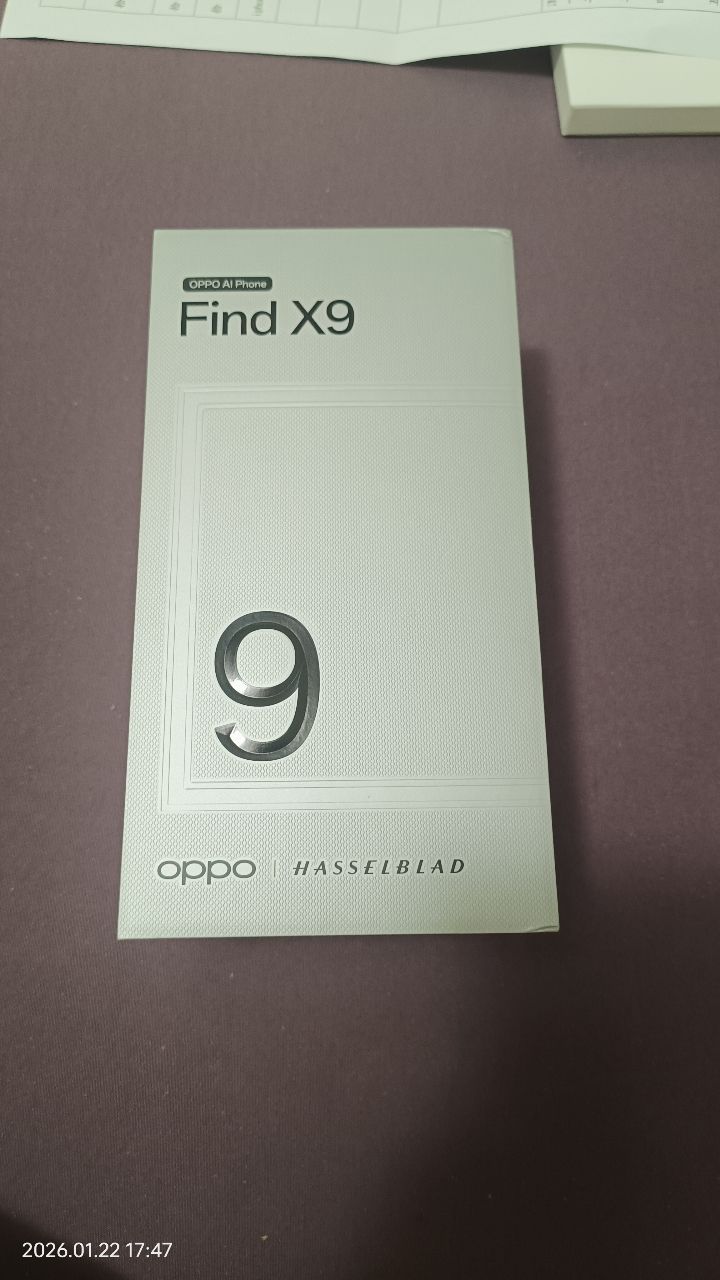 OPPO AI Phone
Find X9
9
oppo | HASSELBLAD
2026.01.22 17:47